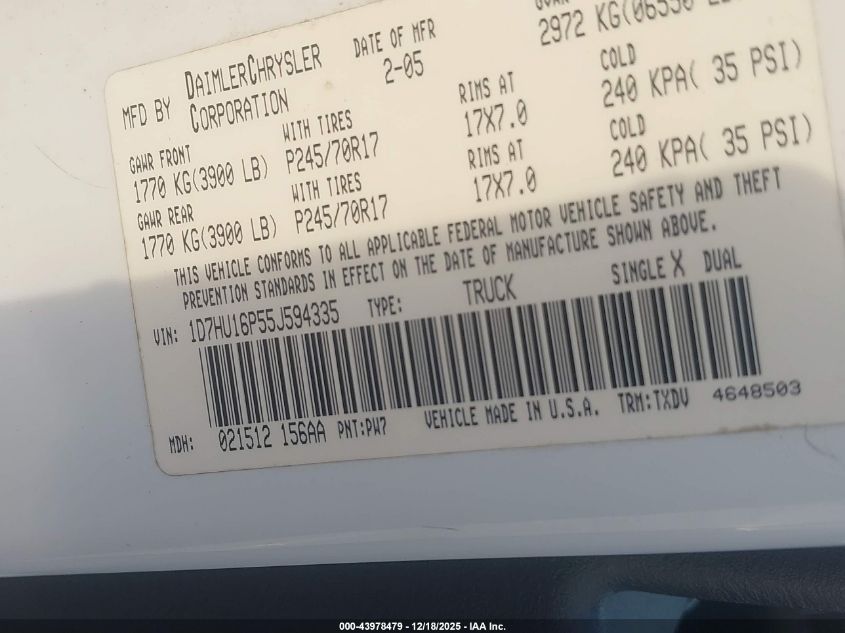 MFD BY DAIMLERCHRYSLER CORPORATION DATE OF MFR 2-05 GVWR
2972 KG(06550
GAWR FRONT WITH TIRES RIMS AT COLD
1770 KG(3900 LB) P245/70R17 17X7.0 240 KPA( 35 PSI)
GAWR REAR WITH TIRES RIMS AT COLD
1770 KG(3900 LB) P245/70R17 17X7.0 240 KPA( 35 PSI)
THIS VEHICLE CONFORMS TO ALL APPLICABLE FEDERAL MOTOR VEHICLE SAFETY AND THEFT
PREVENTION STANDARDS IN EFFECT ON THE DATE OF MANUFACTURE SHOWN ABOVE.
VIN: 1D7HU16P55J594335 TYPE: TRUCK SINGLE X DUAL
MDH: 021512 156AA PNT:PW7 VEHICLE MADE IN U.S.A. TRM:TXDV 4648503
000-43978479 - 12/18/2025 - IAA Inc.